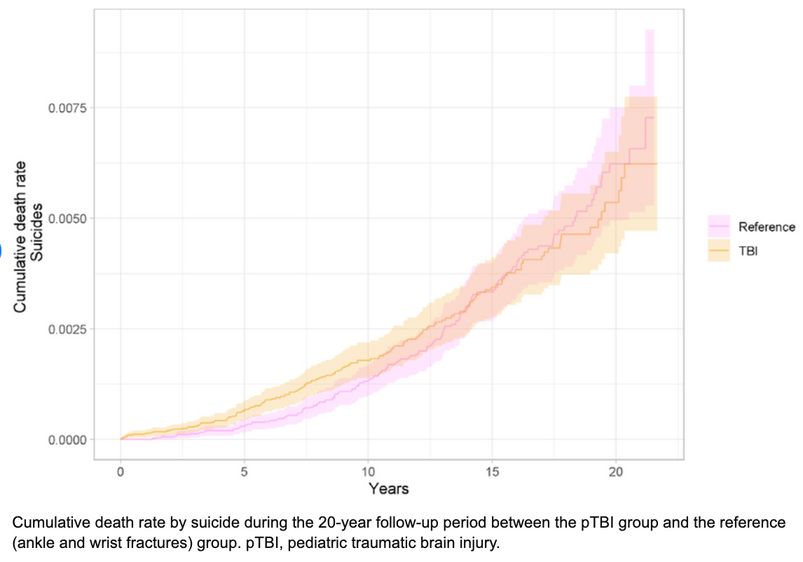 0.0075
0.0050
0.0025
0.0000
Cumulative death rate
Suicides
0 5 10 15 20
Years
Reference
TBI
Cumulative death rate by suicide during the 20-year follow-up period between the pTBI group and the reference
(ankle and wrist fractures) group. pTBI, pediatric traumatic brain injury.